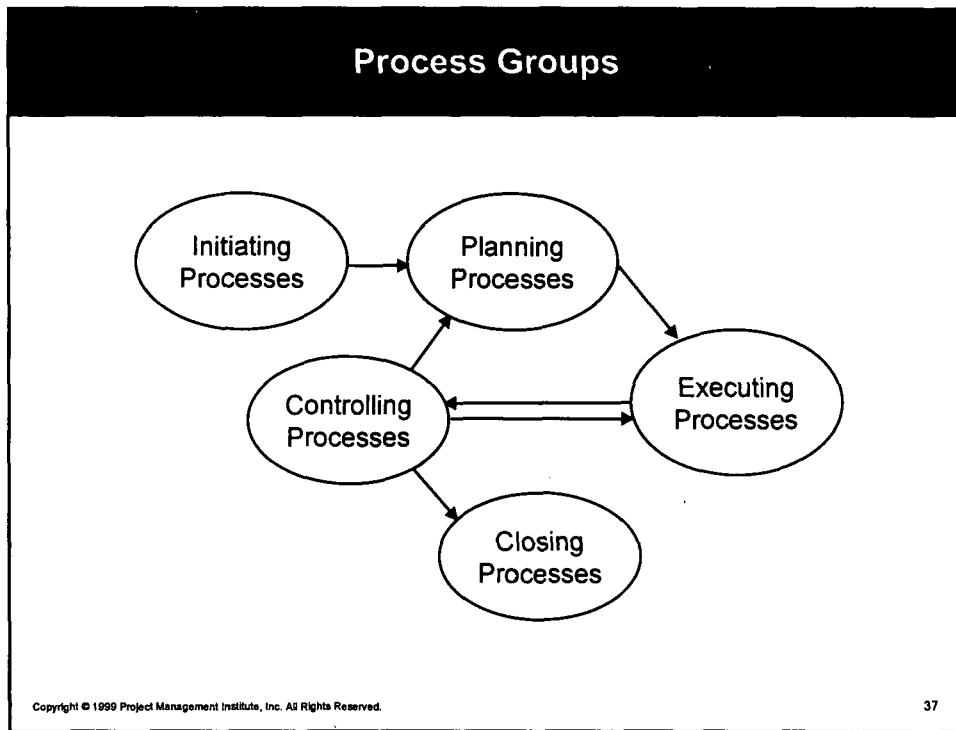 Process Groups
Initiating
Processes
Planning
Processes
Controlling
Processes
Executing
Processes
Closing
Processes
Copyright © 1999 Project Management Institute, Inc. All Rights Reserved.
37